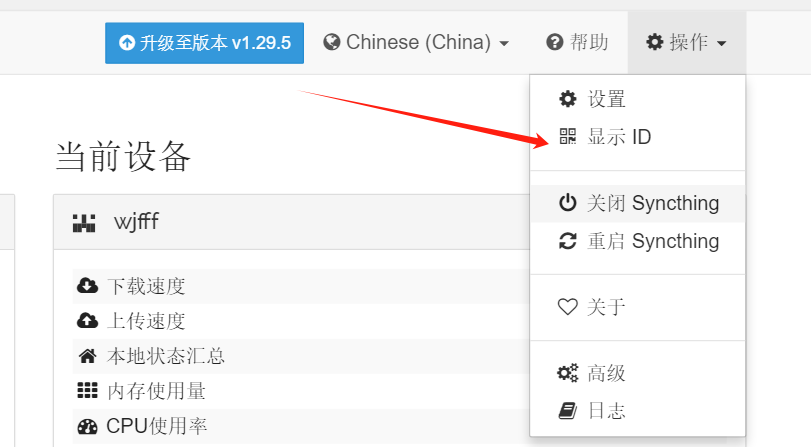 升级至版本 v1.29.5 Chinese (China) 帮助 操作
设置
显示 ID
关闭 Syncthing
重启 Syncthing
关于
高级
日志
当前设备
wjfff
下载速度
上传速度
本地状态汇总
内存使用量
CPU使用率